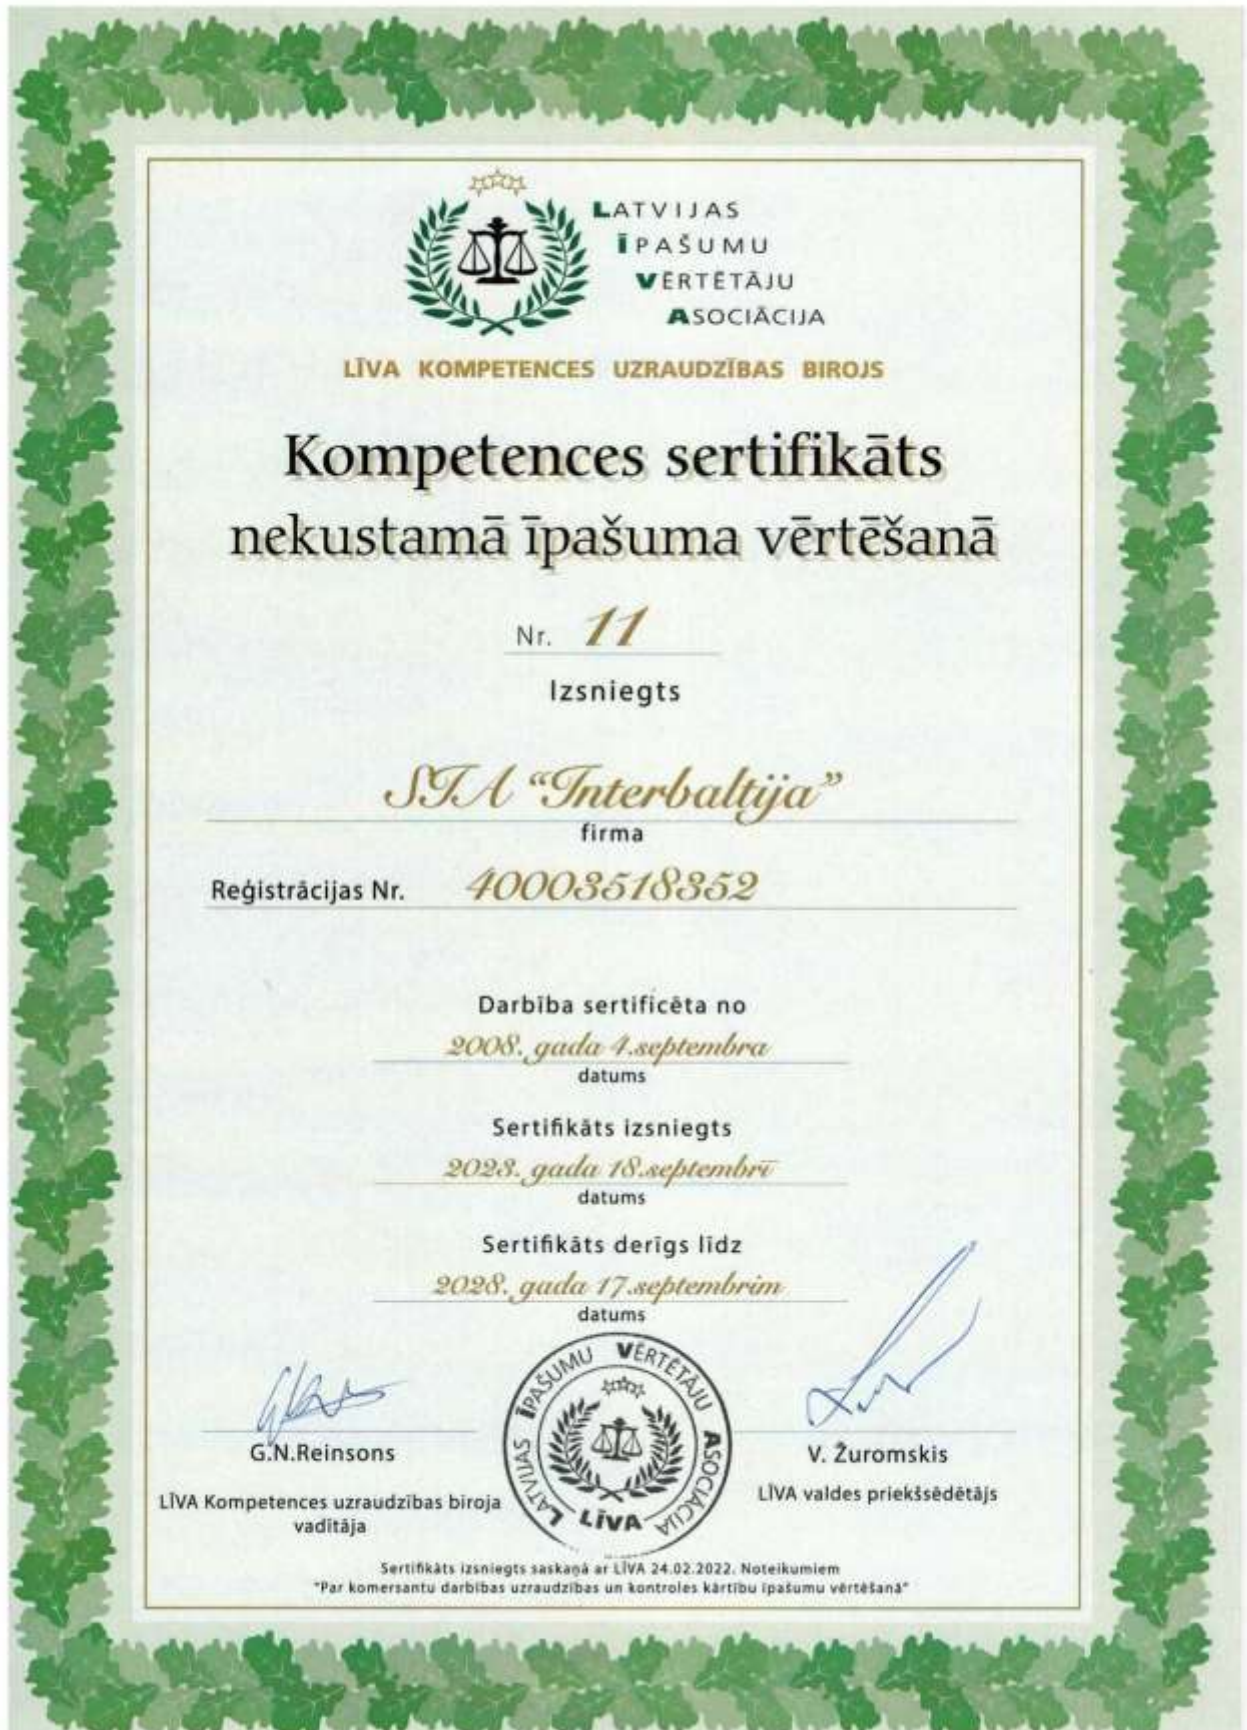 LATVIJAS
ĪPAŠUMU
VĒRTĒTĀJU
ASOCIĀCIJA
LĪVA KOMPETENCES UZRAUDZĪBAS BIROJS
Kompetences sertifikāts
nekustamā īpašuma vērtēšanā
Nr. 11
Izsniegts
SIA “Interbaltija”
firma
Reģistrācijas Nr. 40003518352
Darbība sertificēta no
2008. gada 4.septembra
datums
Sertifikāts izsniegts
2023. gada 18.septembrī
datums
Sertifikāts derīgs līdz
2028. gada 17.septembrim
datums
LATVIJAS ĪPAŠUMU VĒRTĒTĀJU ASOCIĀCIJA
LĪVA
G.N.Reinsons
LĪVA Kompetences uzraudzības biroja
vadītāja
V. Žuromskis
LĪVA valdes priekšsēdētājs
Sertifikāts izsniegts saskaņā ar LĪVA 24.02.2022. Noteikumiem
"Par komersantu darbības uzraudzības un kontroles kārtību īpašumu vērtēšanā"